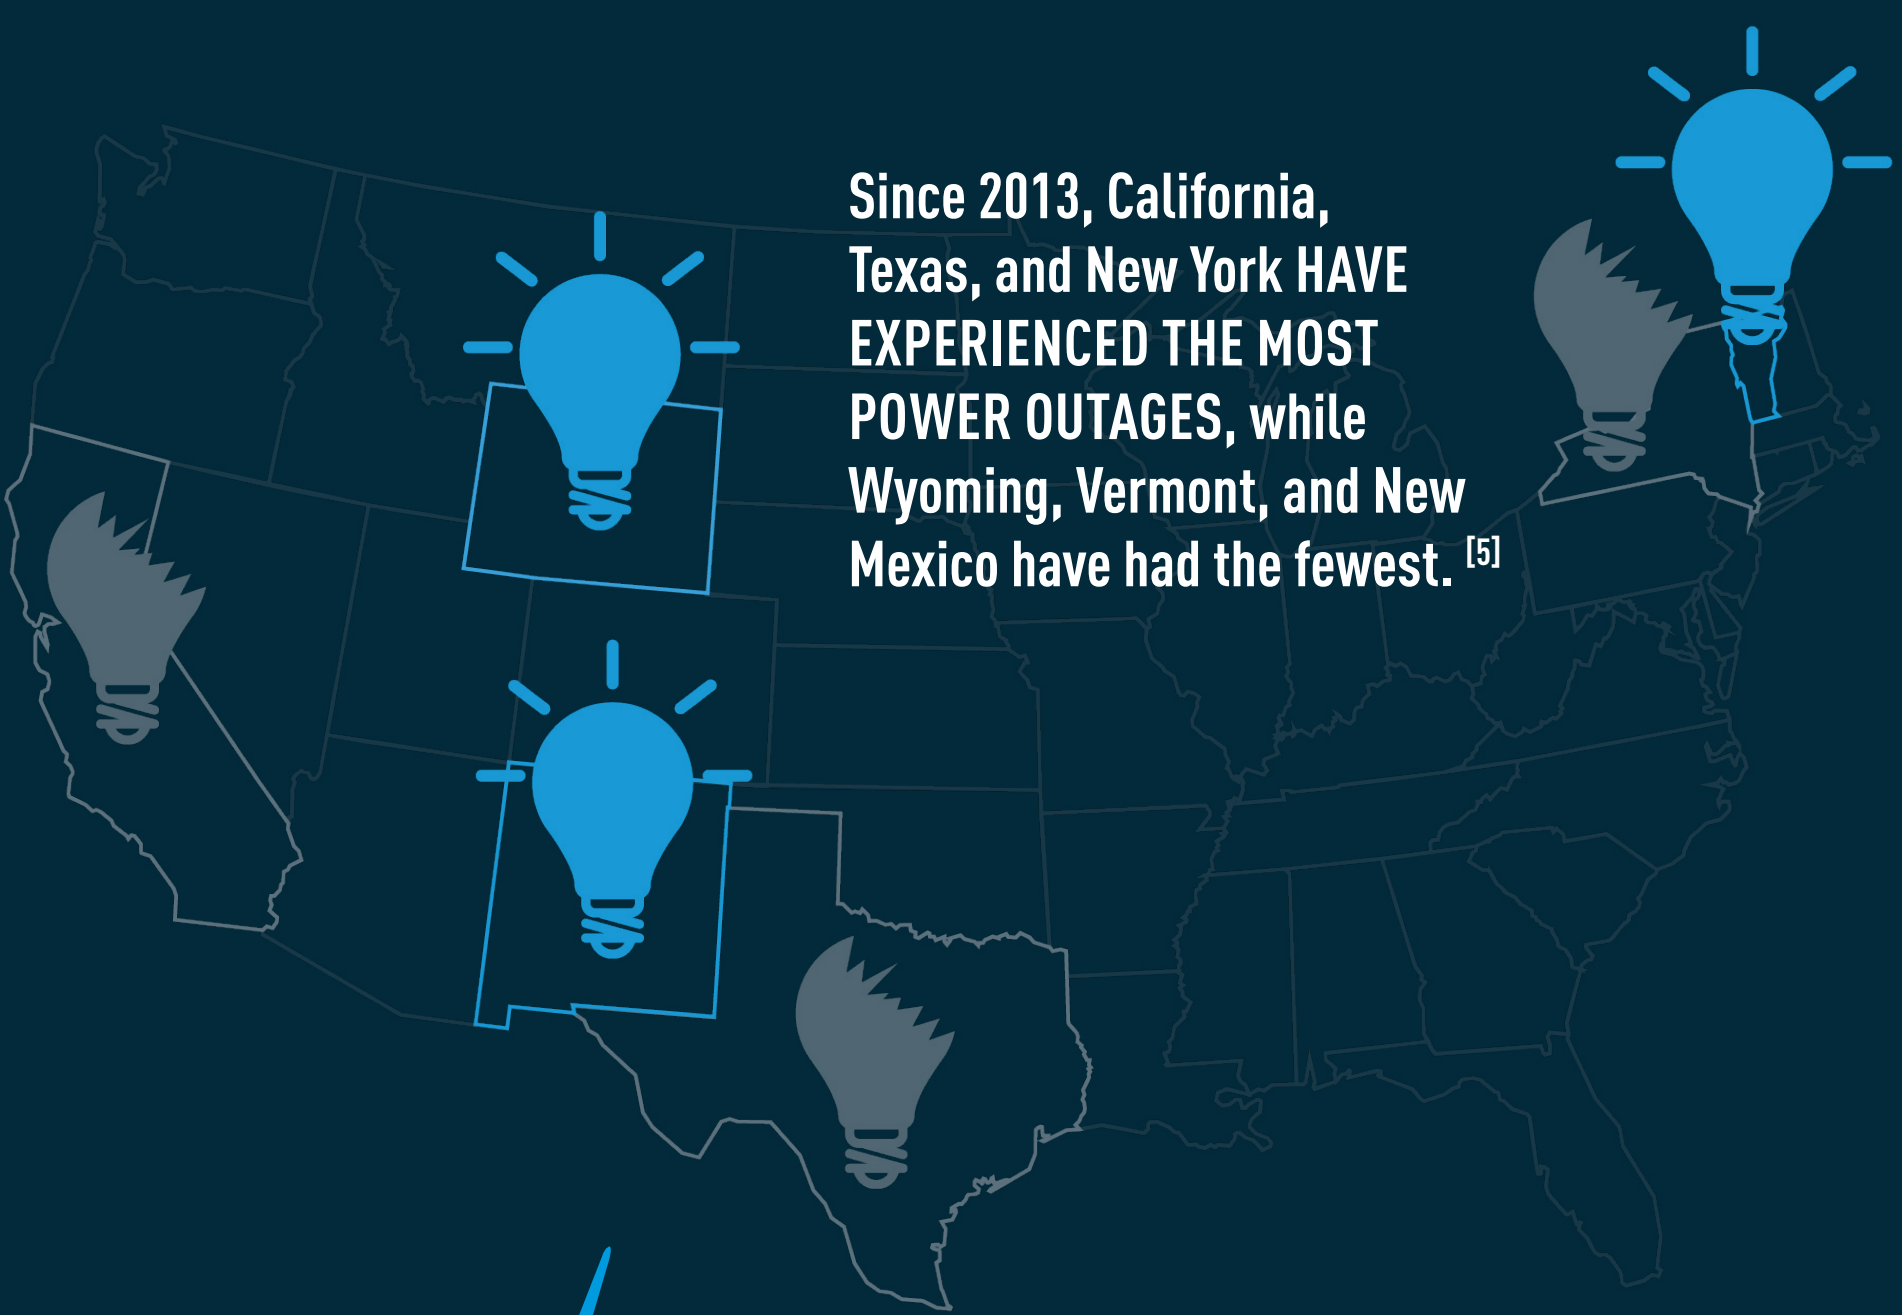 Since 2013, California,
Texas, and New York HAVE
EXPERIENCED THE MOST
POWER OUTAGES, while
Wyoming, Vermont, and New
Mexico have had the fewest. [5]